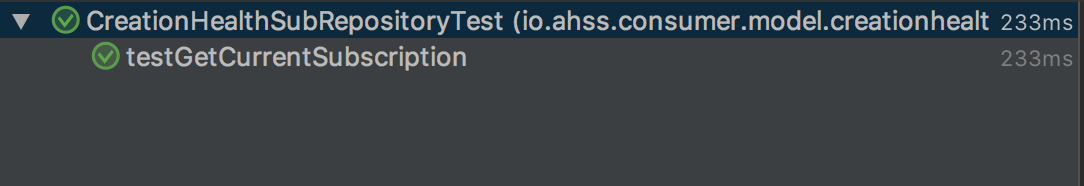 CreationHealthSubRepositoryTest (io.ahss.consumer.model.creationhealt 233ms
testGetCurrentSubscription 233ms